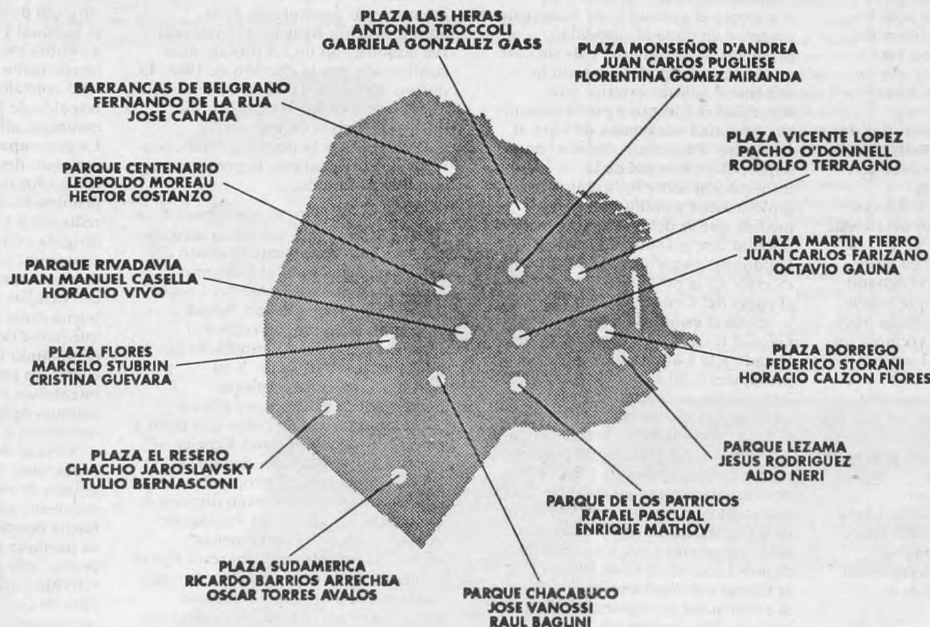 PLAZA LAS HERAS
ANTONIO TROCCOLI
GABRIELA GONZALEZ GASS
PLAZA MONSEÑOR D'ANDREA
JUAN CARLOS PUGLIESE
FLORENTINA GOMEZ MIRANDA
BARRANCAS DE BELGRANO
FERNANDO DE LA RUA
JOSE CANATA
PLAZA VICENTE LOPEZ
PACHO O'DONNELL
RODOLFO TERRAGNO
PARQUE CENTENARIO
LEOPOLDO MOREAU
HECTOR COSTANZO
PLAZA MARTIN FIERRO
JUAN CARLOS FARIZANO
OCTAVIO GAUNA
PARQUE RIVADAVIA
JUAN MANUEL CASELLA
HORACIO VIVO
PLAZA FLORES
MARCELO STUBRIN
CRISTINA GUEVARA
PLAZA DORREGO
FEDERICO STORANI
HORACIO CALZON FLORES
PLAZA EL RESERO
CHACHO JAROSLAVSKY
TULIO BERNASCONI
PARQUE LEZAMA
JESUS RODRIGUEZ
ALDO NERI
PARQUE DE LOS PATRICIOS
RAFAEL PASCUAL
ENRIQUE MATHOV
PLAZA SUDAMERICA
RICARDO BARRIOS ARRECHEA
OSCAR TORRES AVALOS
PARQUE CHACABUCO
JOSE VANOSSI
RAUL BAGLINI